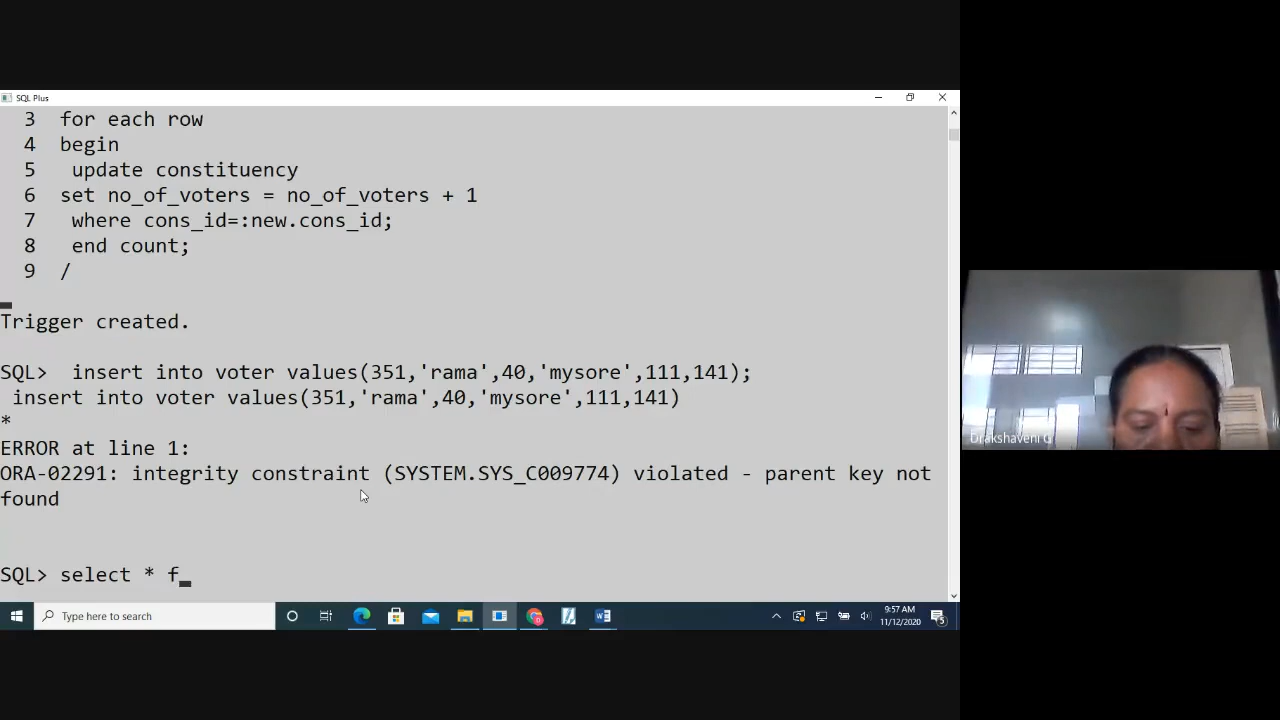 SQL Plus
3 for each row
4 begin
5 update constituency
6 set no_of_voters = no_of_voters + 1
7 where cons_id=:new.cons_id;
8 end count;
9 /
Trigger created.
SQL> insert into voter values(351,'rama',40,'mysore',111,141);
insert into voter values(351,'rama',40,'mysore',111,141)
*
ERROR at line 1:
ORA-02291: integrity constraint (SYSTEM.SYS_C009774) violated - parent key not
found
SQL> select * f
Drakshaveni G
Type here to search
9:57 AM
11/12/2020
5